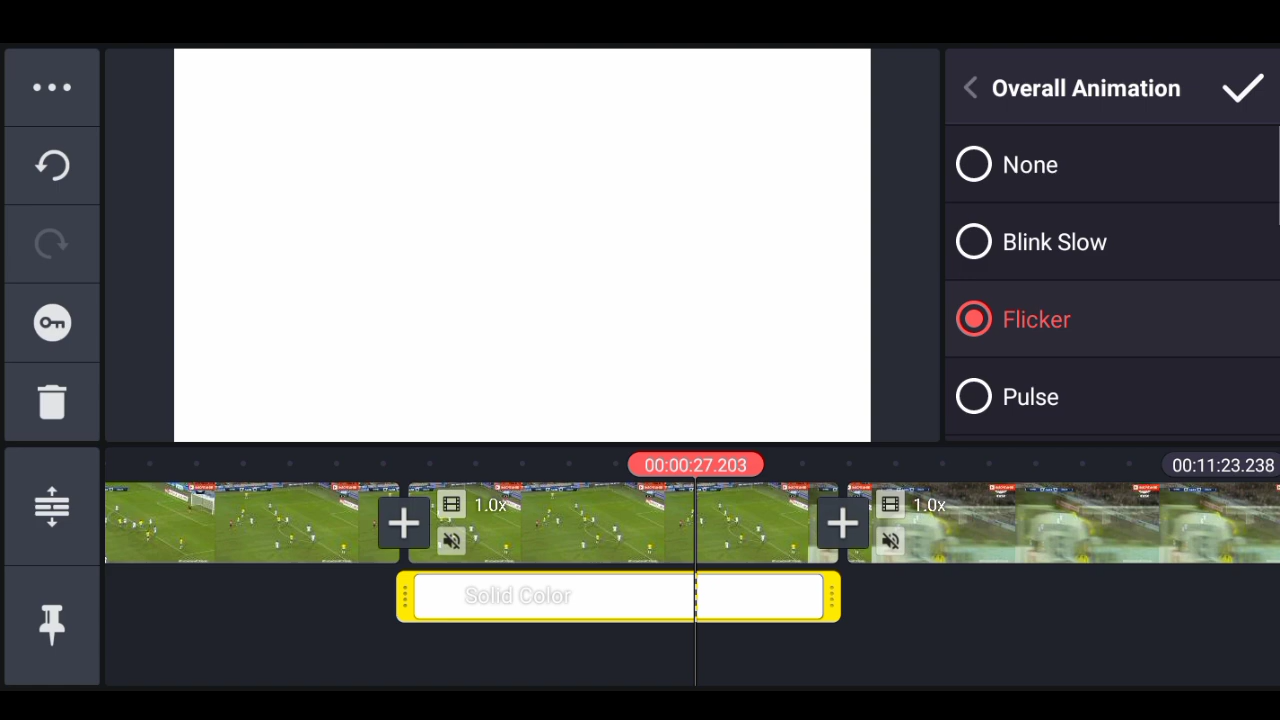 Overall Animation
None
Blink Slow
Flicker
Pulse
00:00:27.203
00:11:23.238
1.0x
1.0x
Solid Color